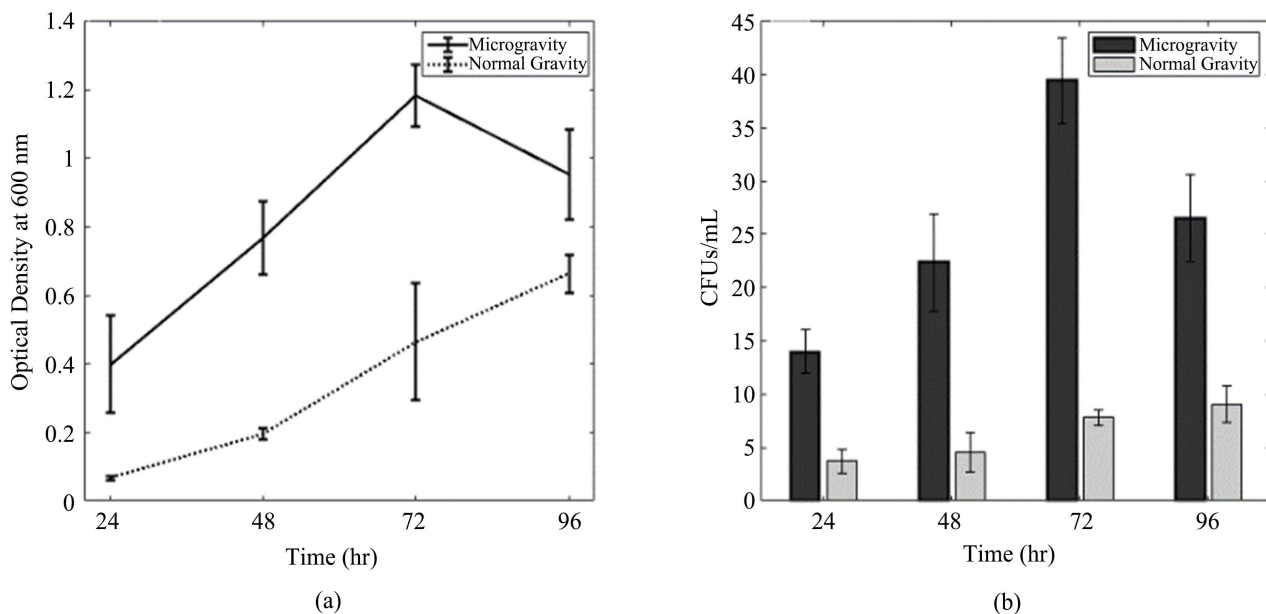 1.4
1.2
1
0.8
0.6
0.4
0.2
0
Optical Density at 600 nm
Microgravity
Normal Gravity
24 48 72 96
Time (hr)
(a)
45
40
35
30
25
20
15
10
5
0
CFUs/mL
Microgravity
Normal Gravity
24 48 72 96
Time (hr)
(b)